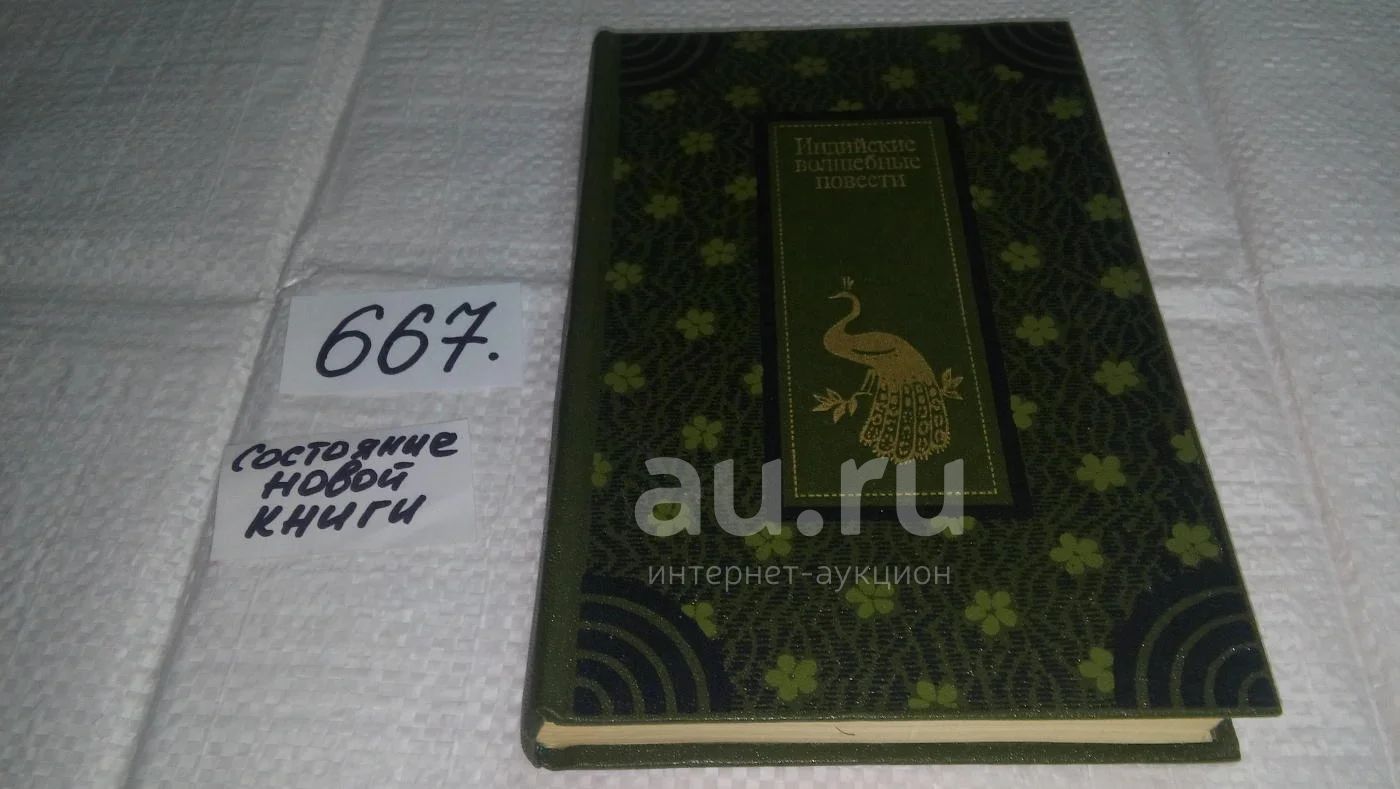 Индийские
волшебные
повести
667.
состояние
новой
книги
au.ru
интернет-аукцион